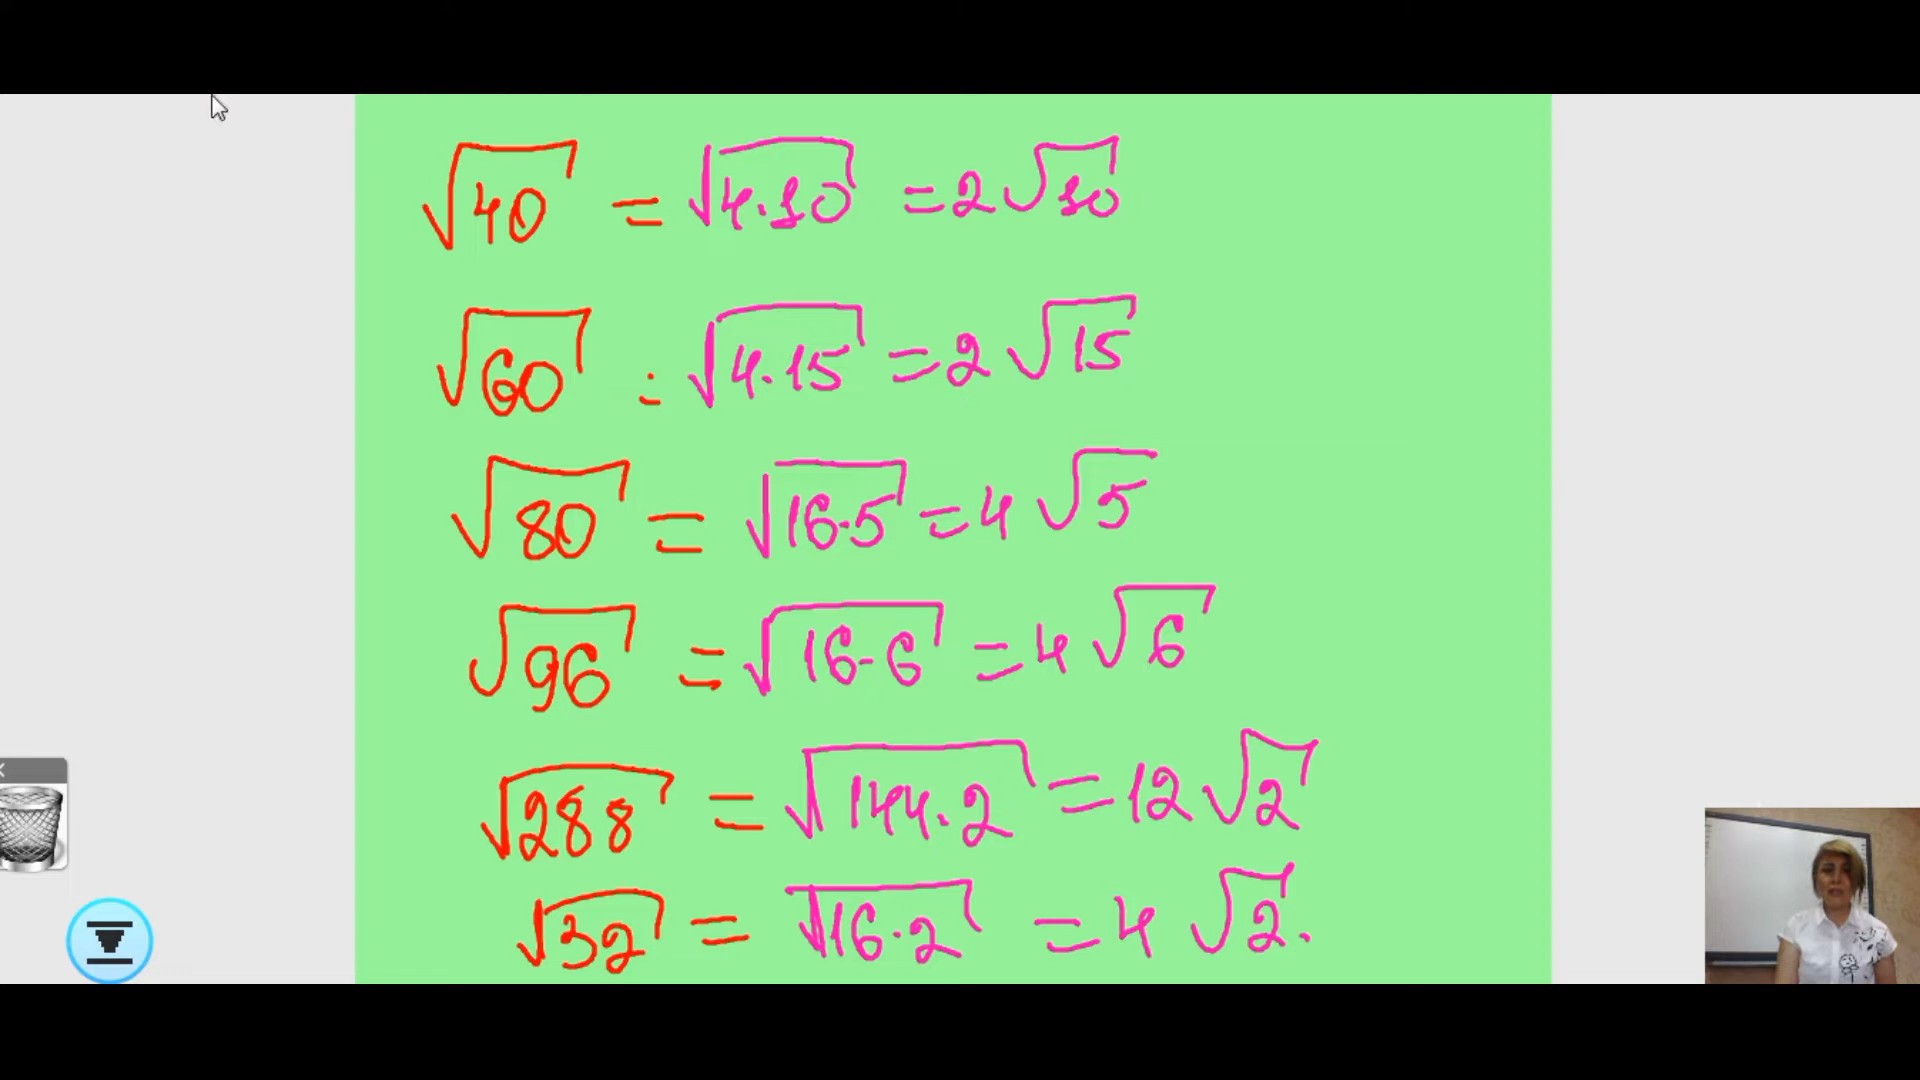 √40 = √4·10 = 2√10
√60 = √4·15 = 2√15
√80 = √16·5 = 4√5
√96 = √16·6 = 4√6
√288 = √144·2 = 12√2
√32 = √16·2 = 4√2.